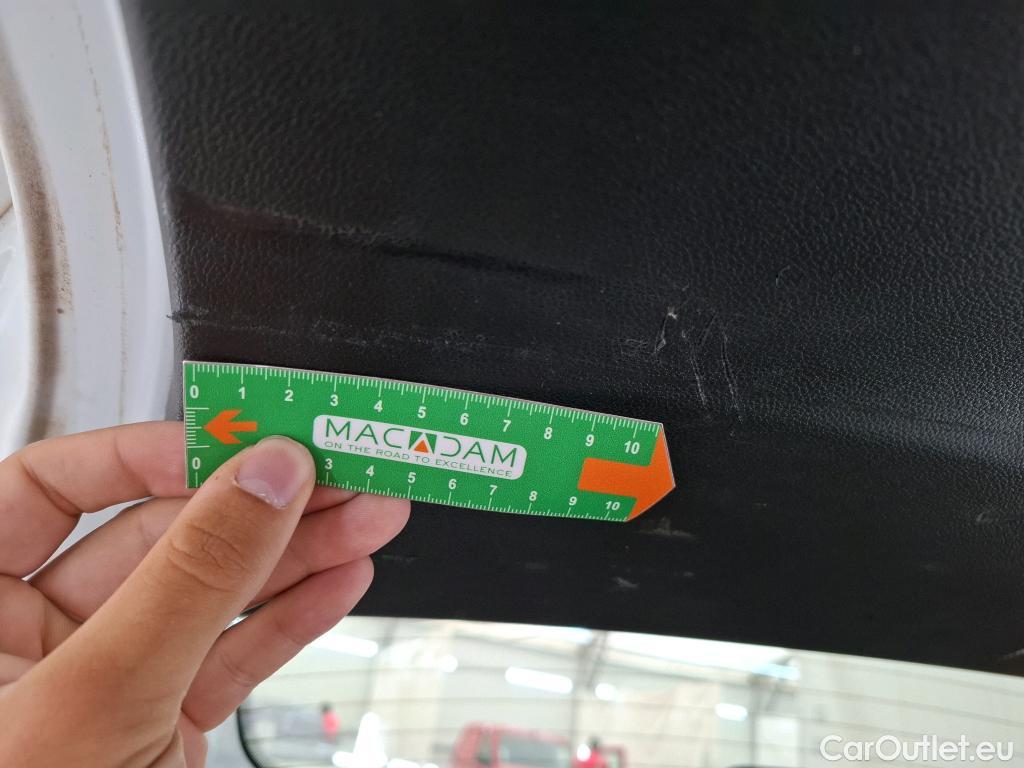 0 1 2 3 4 5 6 7 8 9 10
MACADAM
ON THE ROAD TO EXCELLENCE
0 3 4 5 6 7 8 9 10
CarOutlet.eu